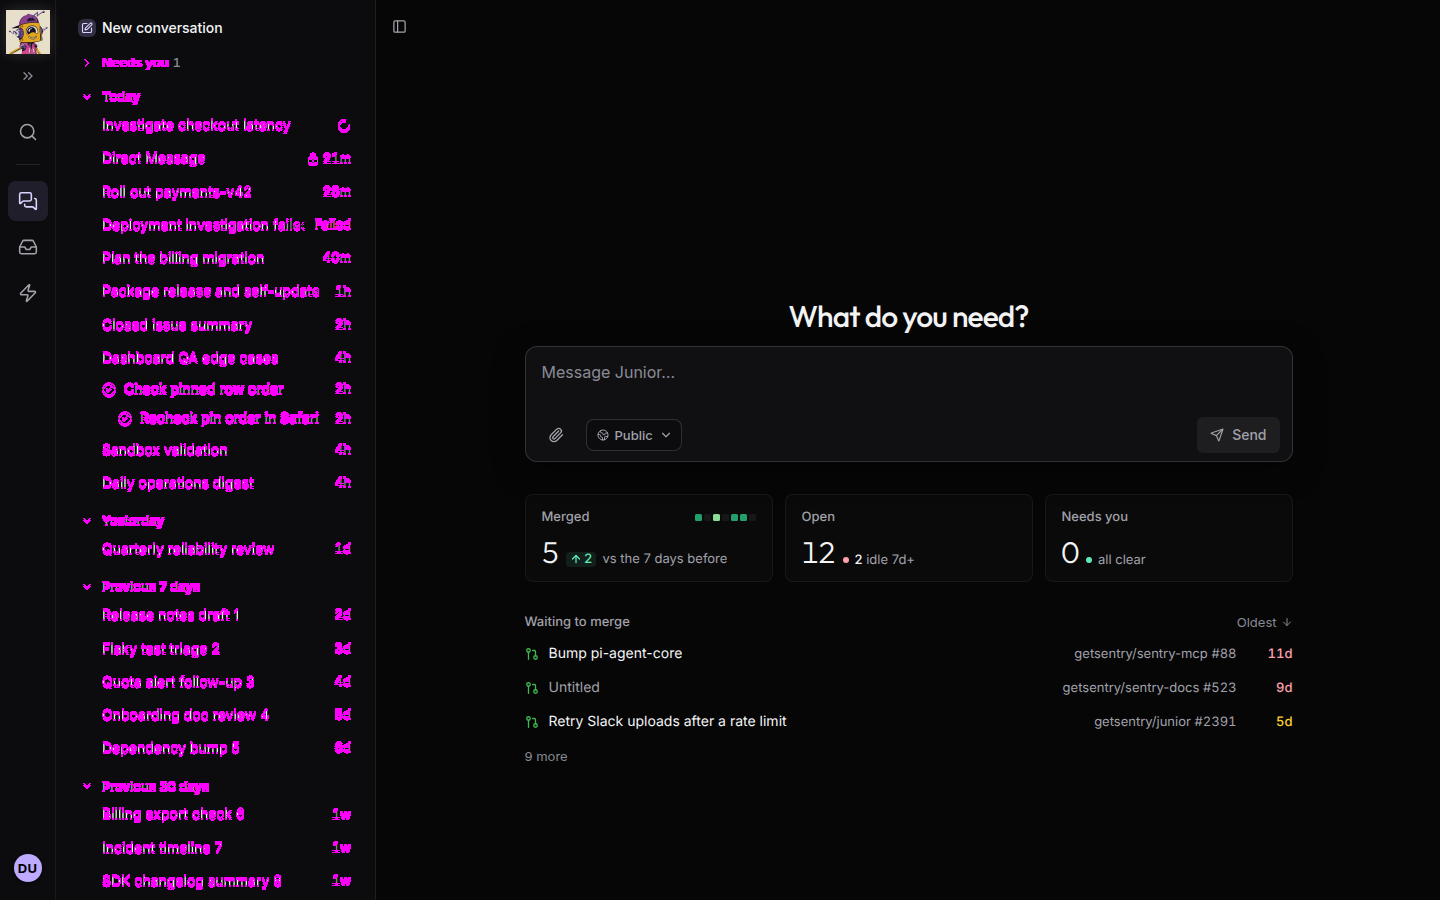 New conversation
Needs you 1
Today
Investigate checkout latency
Direct Message 21m
Roll out payments-v42
Deployment investigation Failed
Plan the billing migration 40m
Package release and self-update 1h
Closed issue summary 2h
Dashboard QA edge cases 4h
Check pinned row order 2h
Recheck pin order in Safari 2h
Sandbox validation 4h
Daily operations digest 4h
Yesterday
Quarterly reliability review 1d
Previous 7 days
Release notes draft 1 2d
Flaky test triage 2 3d
Quota alert follow-up 3 4d
Onboarding doc review 4 5d
Dependency bump 5 6d
Previous 30 days
Billing export check 6 1w
Incident timeline 7 1w
SDK changelog summary 8 1w
DU
What do you need?
Message Junior...
Public
Send
Merged
5 2 vs the 7 days before
Open
12 2 idle 7d+
Needs you
0 all clear
Waiting to merge Oldest
Bump pi-agent-core getsentry/sentry-mcp #88 11d
Untitled getsentry/sentry-docs #523 9d
Retry Slack uploads after a rate limit getsentry/junior #2391 5d
9 more